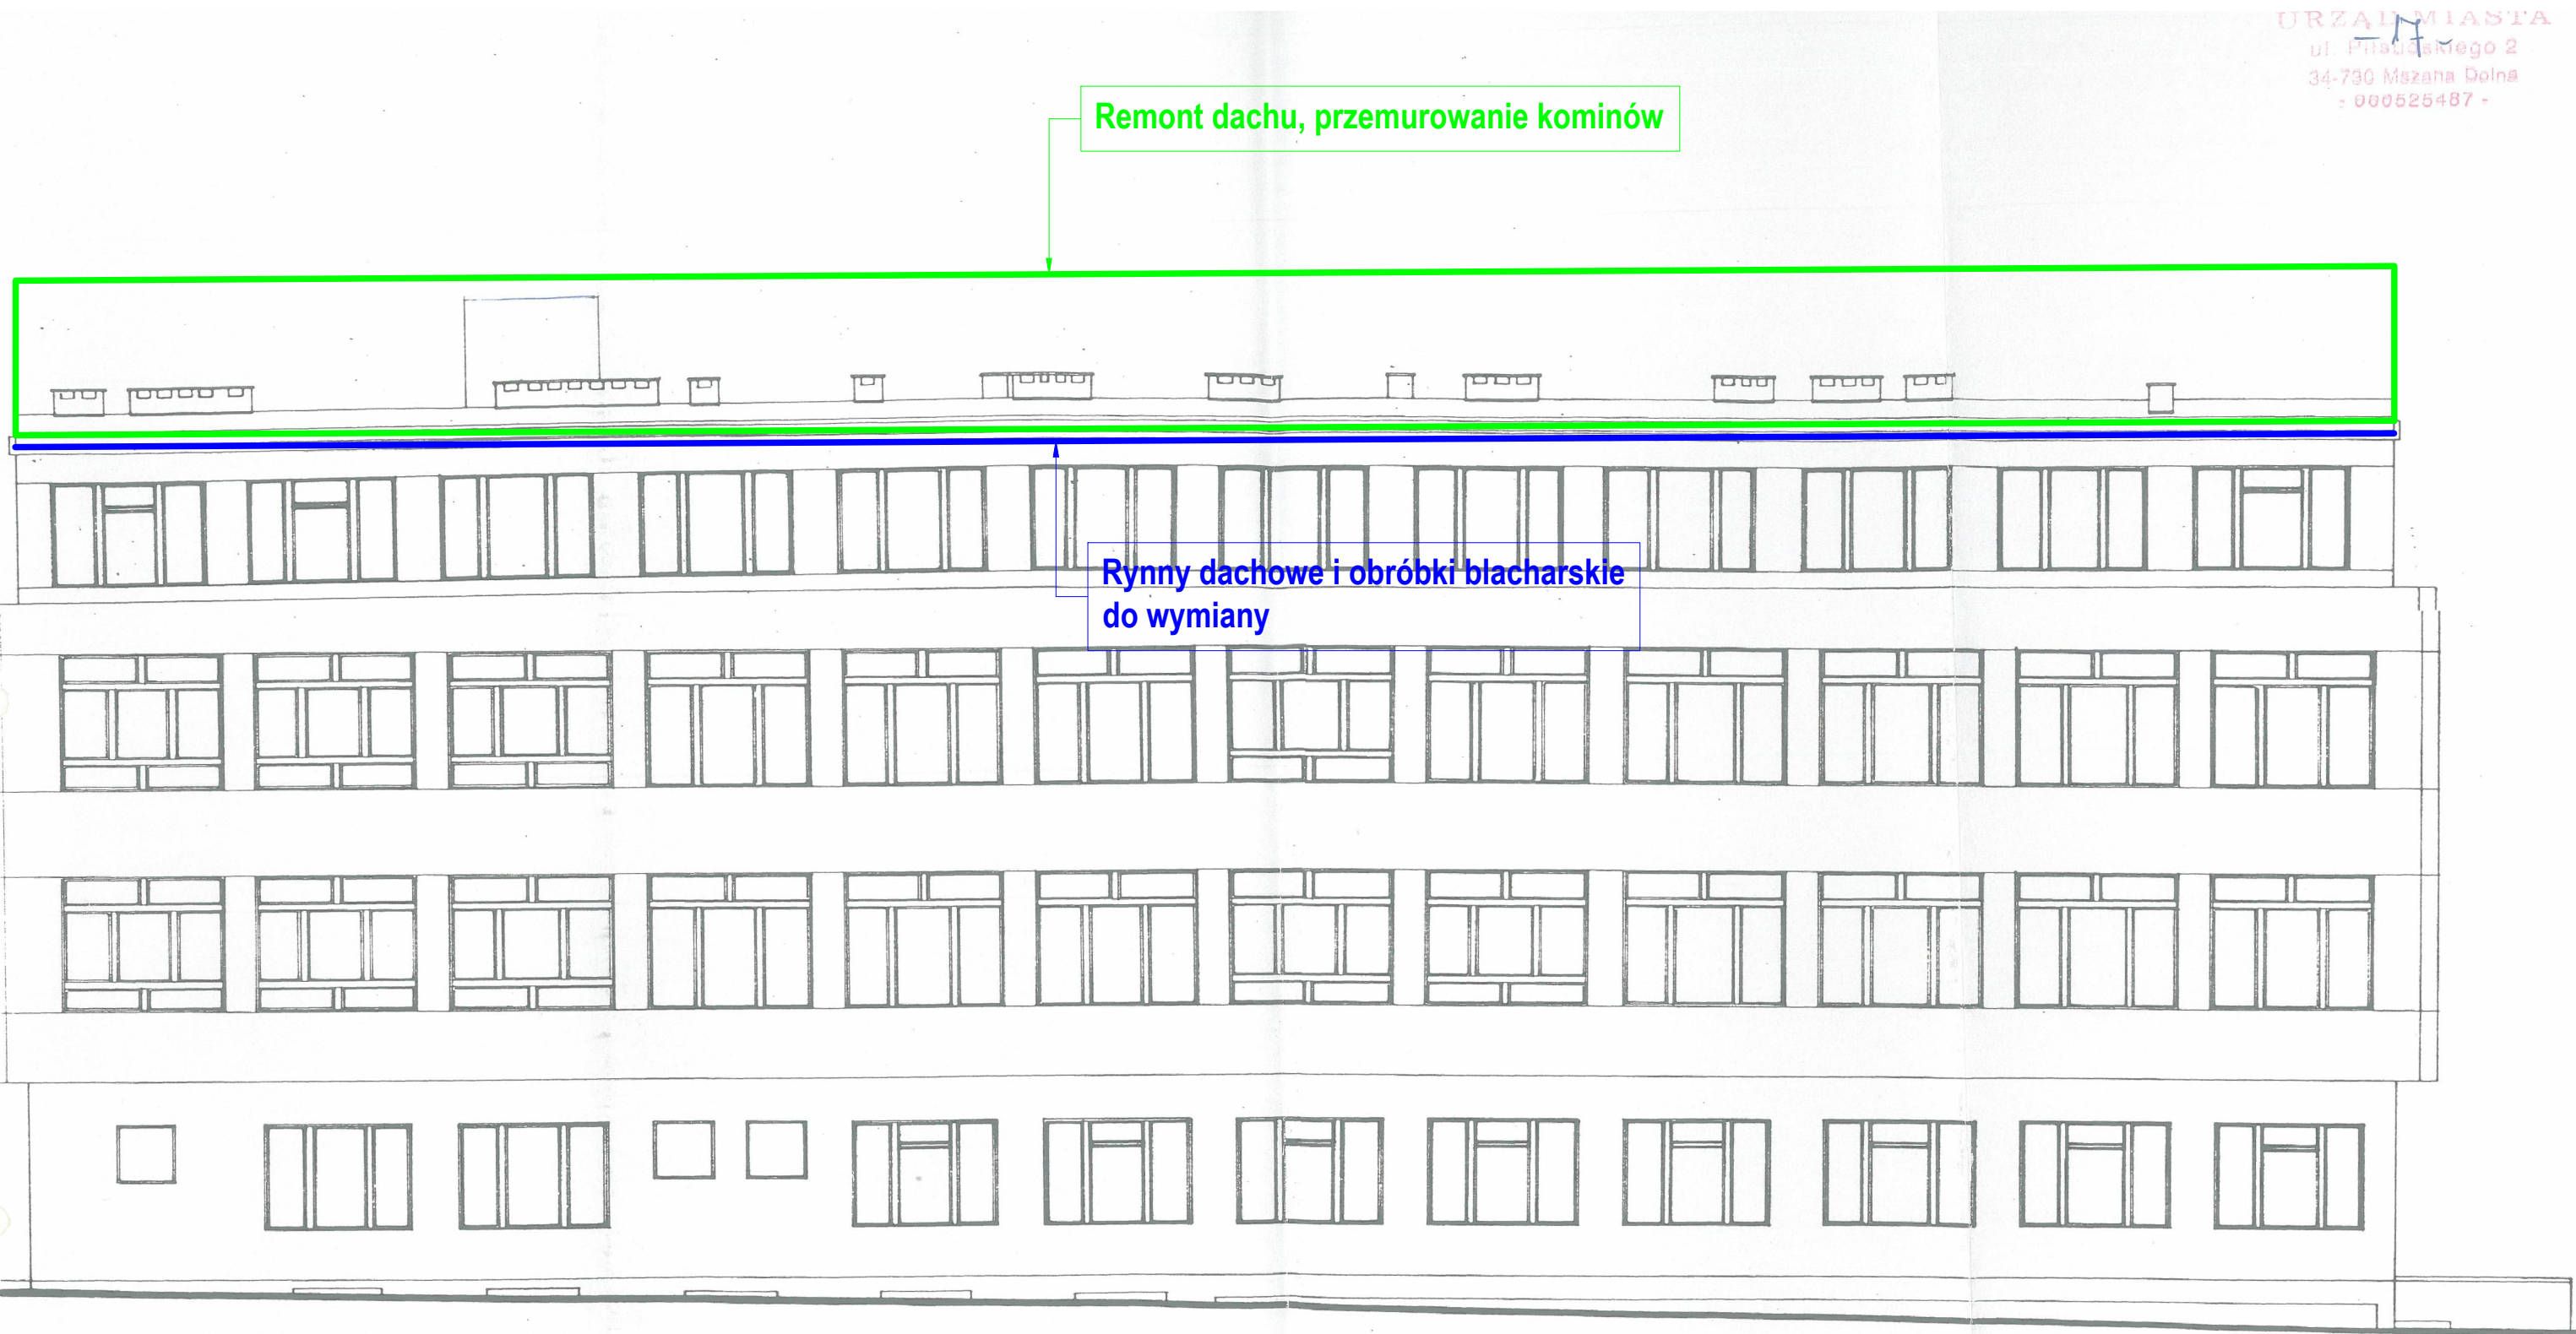 URZĄD MIASTA
- 17 -
ul. Piłsudskiego 2
34-730 Mszana Dolna
- 000525487 -
Remont dachu, przemurowanie kominów
Rynny dachowe i obróbki blacharskie
do wymiany